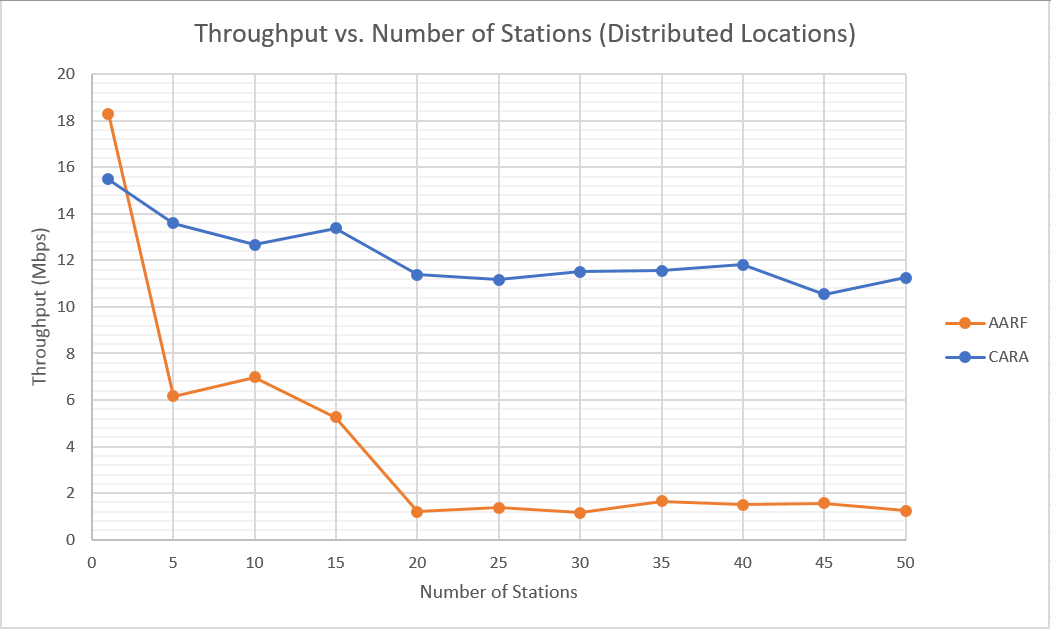 Throughput vs. Number of Stations (Distributed Locations)
Throughput (Mbps)
20
18
16
14
12
10
8
6
4
2
0
0 5 10 15 20 25 30 35 40 45 50
Number of Stations
AARF
CARA